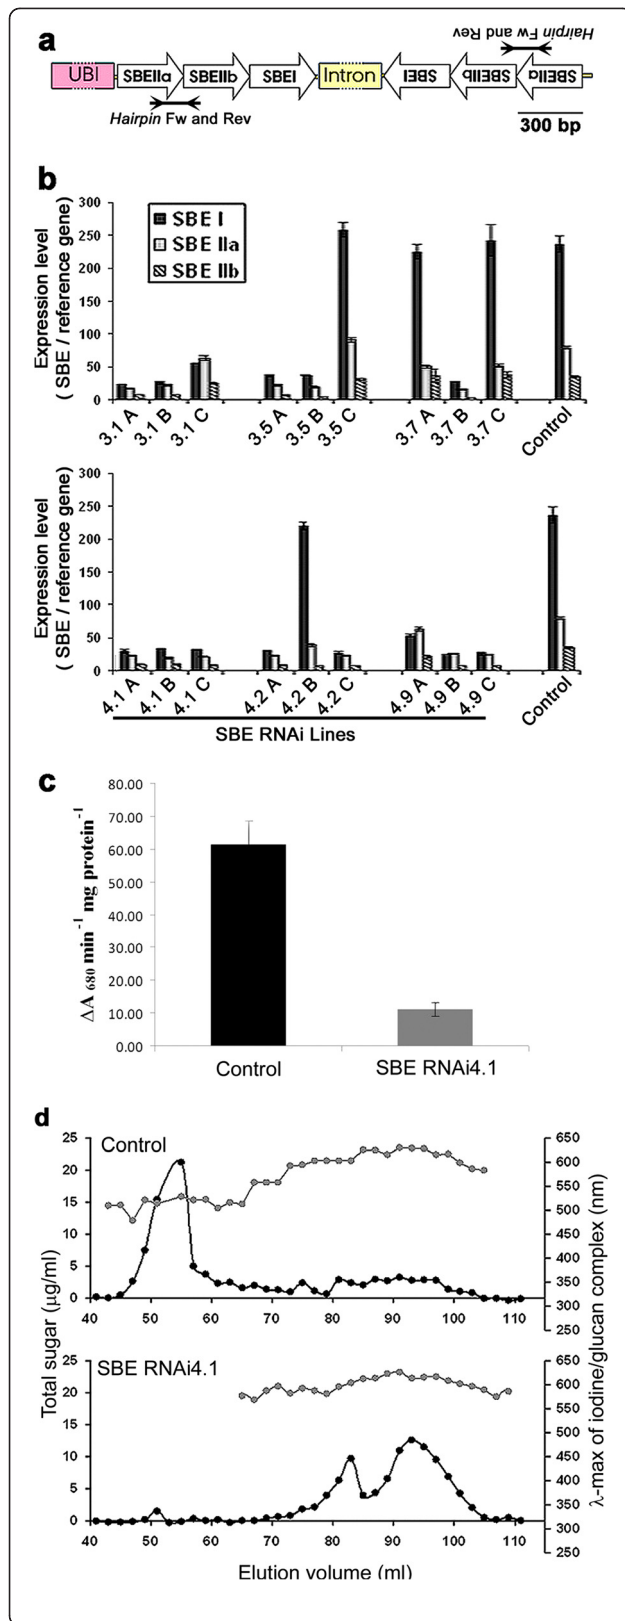 a
Hairpin Fw and Rev
UBI SBEIIa SBEIIb SBEI Intron SBEI SBEIIb SBEIIa
Hairpin Fw and Rev
300 bp
b
300
250
200
150
100
50
0
Expression level
( SBE / reference gene)
SBE I
SBE IIa
SBE IIb
3.1 A 3.1 B 3.1 C 3.5 A 3.5 B 3.5 C 3.7 A 3.7 B 3.7 C Control
300
250
200
150
100
50
0
Expression level
( SBE / reference gene)
4.1 A 4.1 B 4.1 C 4.2 A 4.2 B 4.2 C 4.9 A 4.9 B 4.9 C Control
SBE RNAi Lines
c
80.00
70.00
60.00
50.00
40.00
30.00
20.00
10.00
0.00
ΔA 680 min⁻¹ mg protein⁻¹
Control SBE RNAi4.1
d
Control
25
20
15
10
5
0
650
600
550
500
450
400
350
300
250
40 50 60 70 80 90 100 110
SBE RNAi4.1
25
20
15
10
5
0
650
600
550
500
450
400
350
300
250
40 50 60 70 80 90 100 110
Total sugar (µg/ml)
λ-max of iodine/glucan complex (nm)
Elution volume (ml)